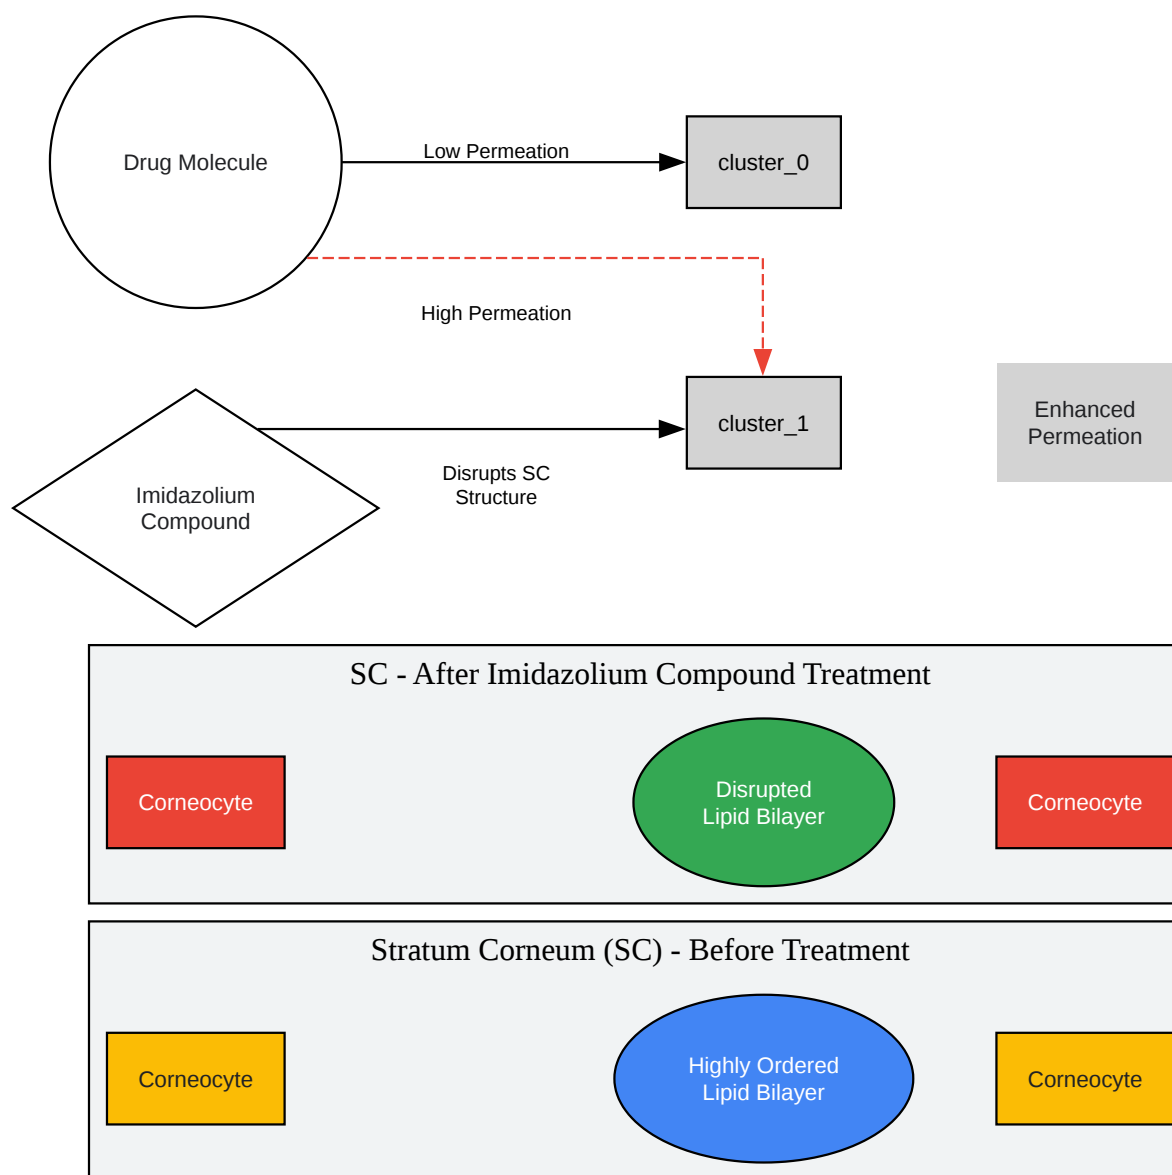 Drug Molecule
Low Permeation
cluster_0
High Permeation
cluster_1
Enhanced
Permeation
Imidazolium
Compound
Disrupts SC
Structure
SC - After Imidazolium Compound Treatment
Corneocyte
Disrupted
Lipid Bilayer
Corneocyte
Stratum Corneum (SC) - Before Treatment
Corneocyte
Highly Ordered
Lipid Bilayer
Corneocyte